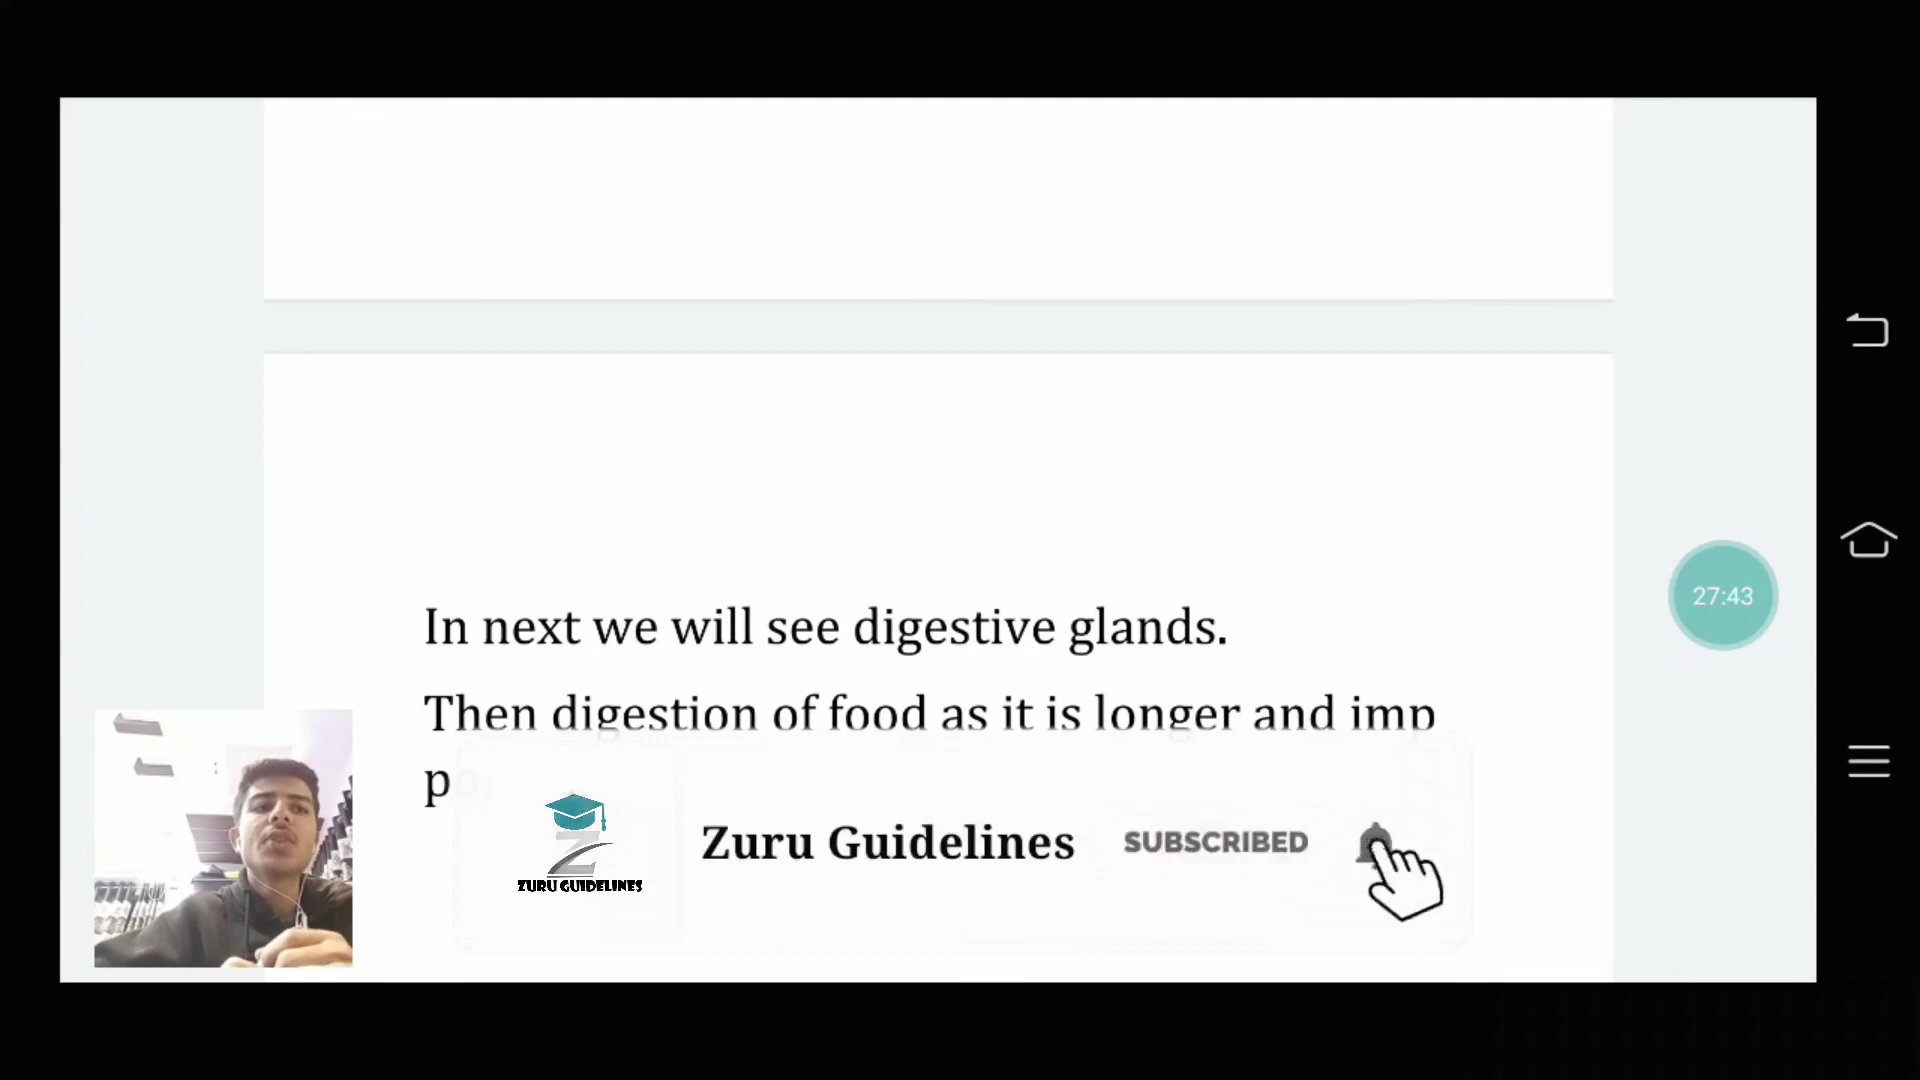 In next we will see digestive glands.
27:43
Then digestion of food as it is longer and imp
Zuru Guidelines
SUBSCRIBED
ZURU GUIDELINES